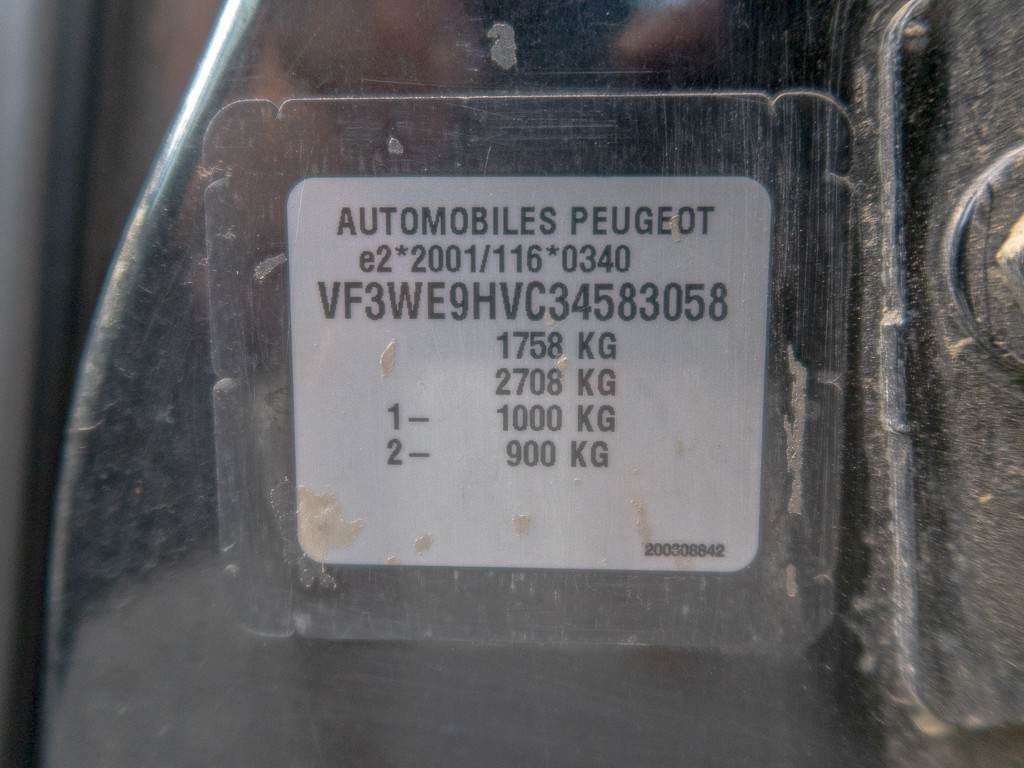 AUTOMOBILES PEUGEOT
e2*2001/116*0340
VF3WE9HVC34583058
1758 KG
2708 KG
1– 1000 KG
2– 900 KG
200308842